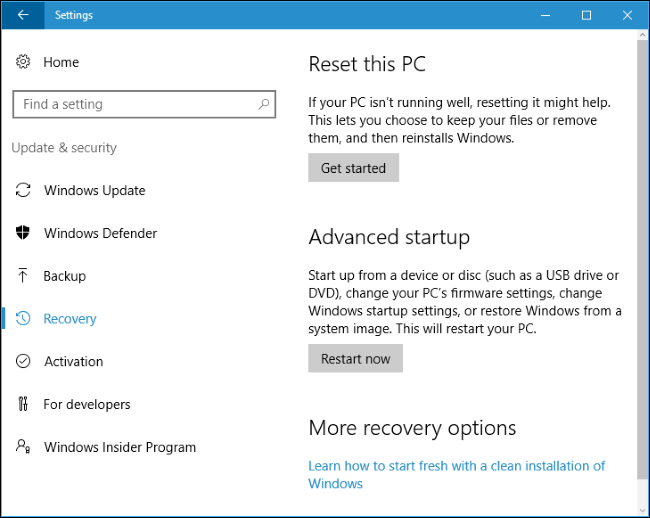 Settings
Home
Find a setting
Update & security
Windows Update
Windows Defender
Backup
Recovery
Activation
For developers
Windows Insider Program
Reset this PC
If your PC isn't running well, resetting it might help.
This lets you choose to keep your files or remove
them, and then reinstalls Windows.
Get started
Advanced startup
Start up from a device or disc (such as a USB drive or
DVD), change your PC's firmware settings, change
Windows startup settings, or restore Windows from a
system image. This will restart your PC.
Restart now
More recovery options
Learn how to start fresh with a clean installation of
Windows